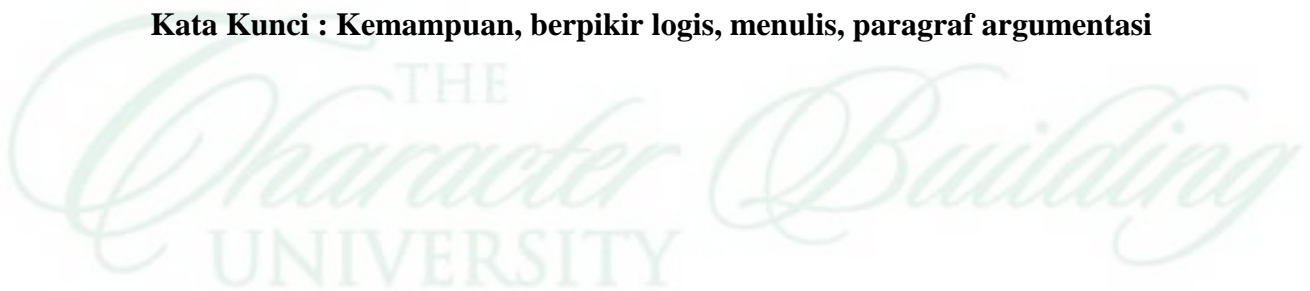 Kata Kunci : Kemampuan, berpikir logis, menulis, paragraf argumentasi
THE
Character Building
UNIVERSITY